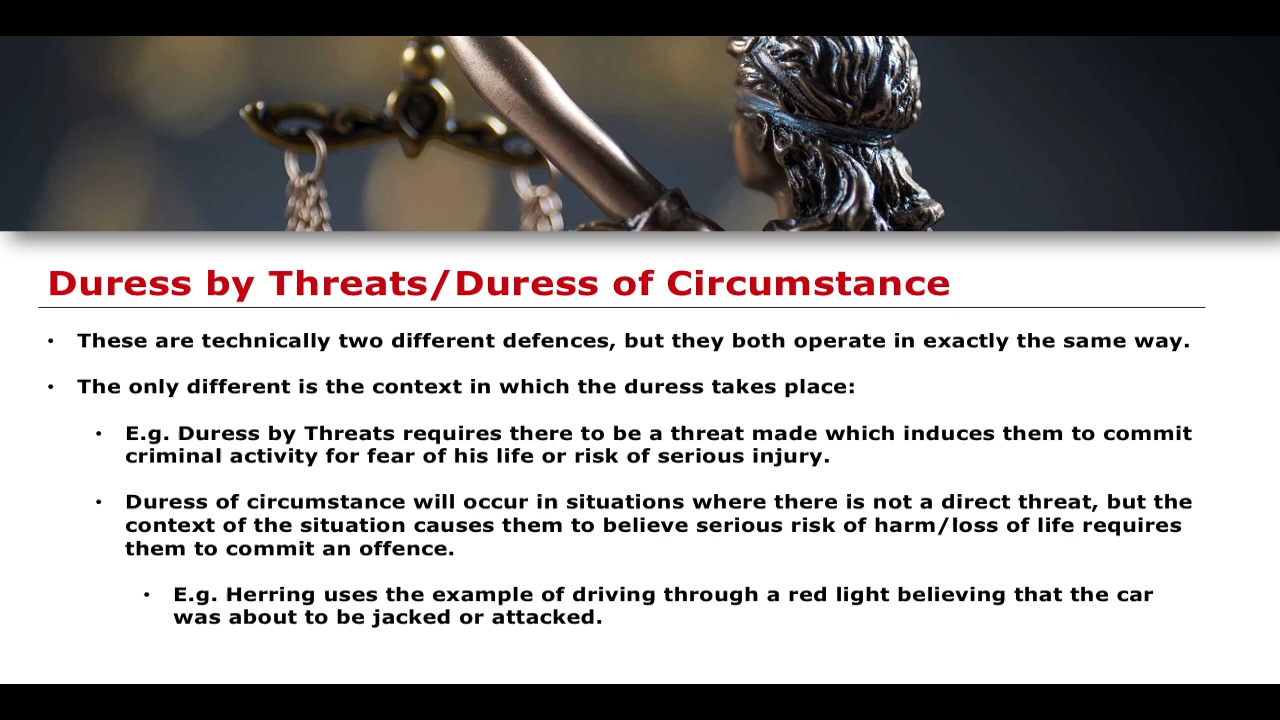 Duress by Threats/Duress of Circumstance
• These are technically two different defences, but they both operate in exactly the same way.
• The only different is the context in which the duress takes place:
• E.g. Duress by Threats requires there to be a threat made which induces them to commit
criminal activity for fear of his life or risk of serious injury.
• Duress of circumstance will occur in situations where there is not a direct threat, but the
context of the situation causes them to believe serious risk of harm/loss of life requires
them to commit an offence.
• E.g. Herring uses the example of driving through a red light believing that the car
was about to be jacked or attacked.